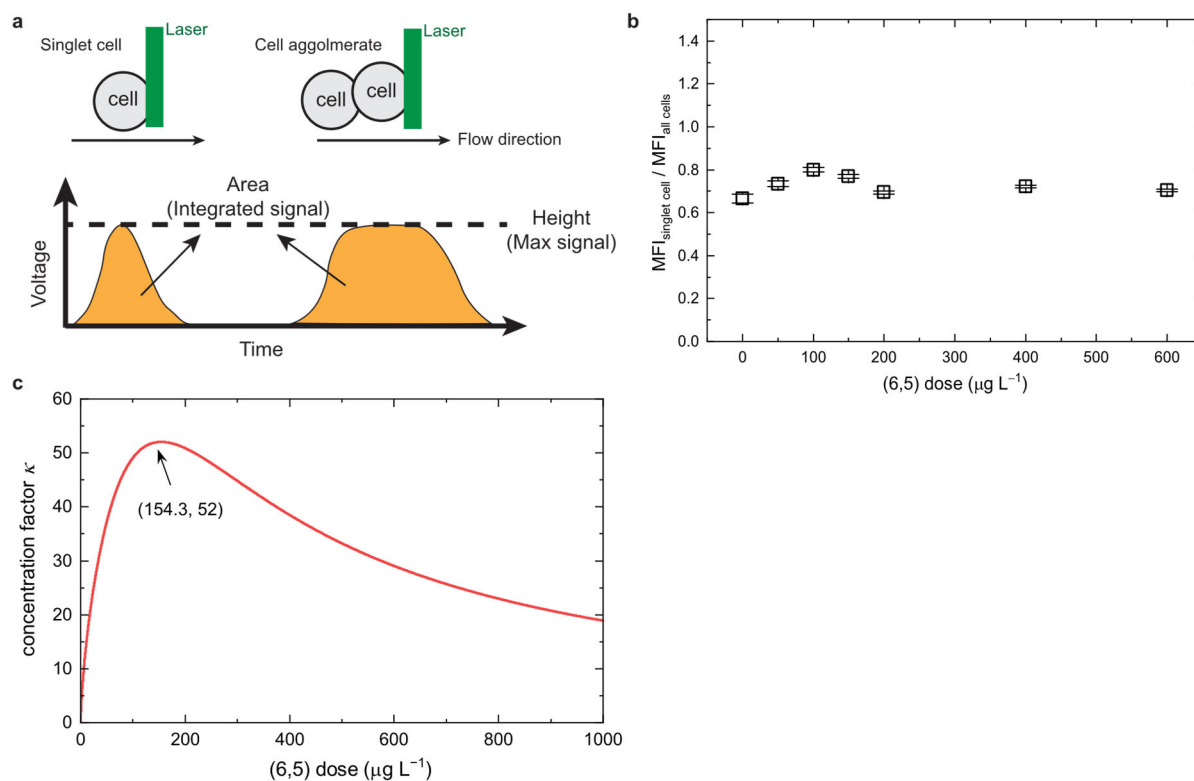 a
Singlet cell
Laser
cell
Cell aggolmerate
Laser
cell
cell
Flow direction
Area
(Integrated signal)
Height
(Max signal)
Voltage
Time
b
MFIsinglet cell / MFIall cells
1.4
1.2
1.0
0.8
0.6
0.4
0.2
0.0
0 100 200 300 400 500 600
(6,5) dose (μg L−1)
c
concentration factor κ
60
50
40
30
20
10
0
(154.3, 52)
0 200 400 600 800 1000
(6,5) dose (μg L−1)